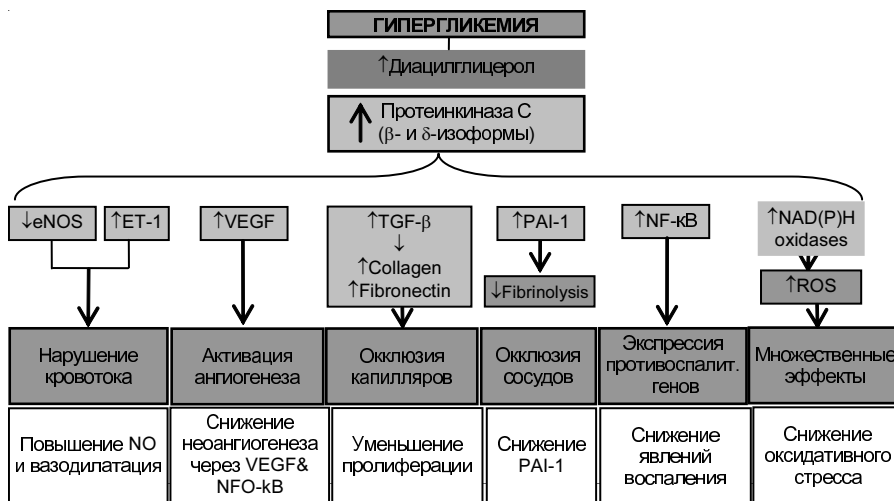 ГИПЕРГЛИКЕМИЯ
↑Диацилглицерол
↑ Протеинкиназа С
(β- и δ-изоформы)
↓eNOS
↑ET-1
↑VEGF
↑TGF-β
↓
↑Collagen
↑Fibronectin
↑PAI-1
↓Fibrinolysis
↑NF-κB
↑NAD(P)H
oxidases
↑ROS
Нарушение
кровотока
Активация
ангиогенеза
Окклюзия
капилляров
Окклюзия
сосудов
Экспрессия
противоспалит.
генов
Множественные
эффекты
Повышение NO
и вазодилатация
Снижение
неоангиогенеза
через VEGF&
NFO-kB
Уменьшение
пролиферации
Снижение
PAI-1
Снижение
явлений
воспаления
Снижение
оксидативного
стресса